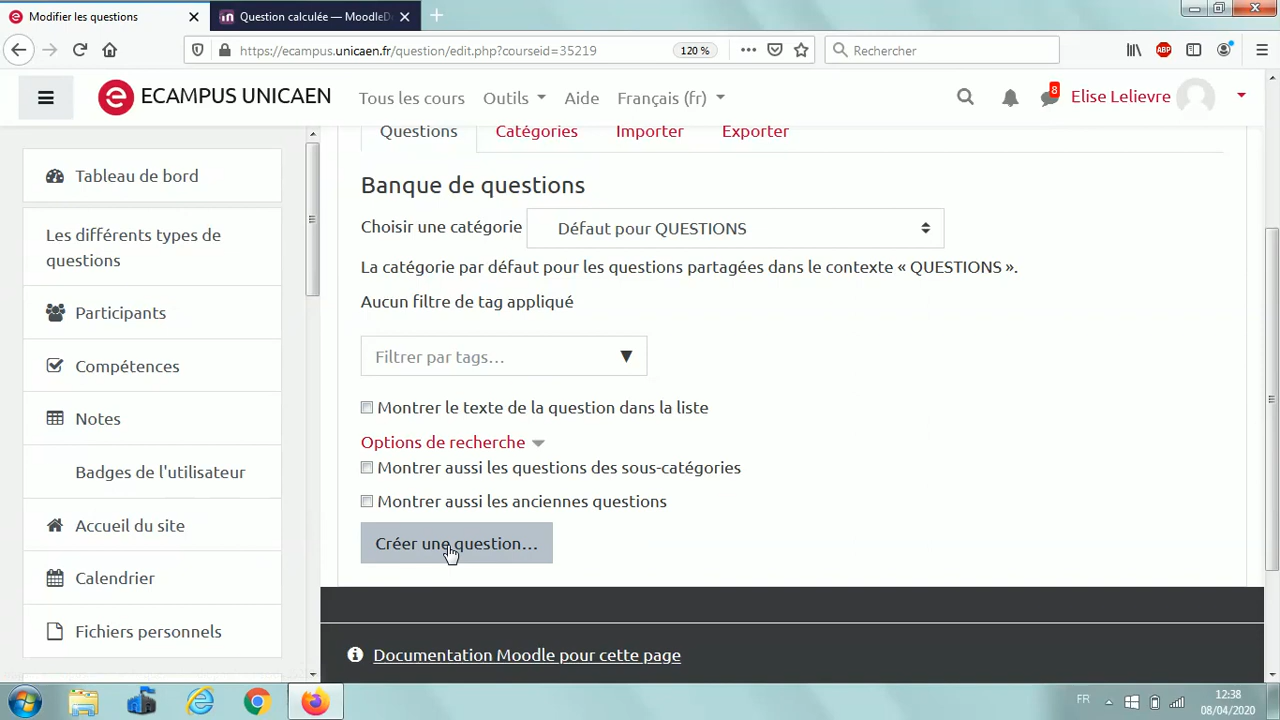 Modifier les questions
Question calculée — MoodleD
https://ecampus.unicaen.fr/question/edit.php?courseid=35219
120 %
Rechercher
ABP
ECAMPUS UNICAEN
Tous les cours
Outils
Aide
Français (fr)
8
Elise Lelievre
Questions
Catégories
Importer
Exporter
Tableau de bord
Les différents types de
questions
Participants
Compétences
Notes
Badges de l'utilisateur
Accueil du site
Calendrier
Fichiers personnels
Banque de questions
Choisir une catégorie
Défaut pour QUESTIONS
La catégorie par défaut pour les questions partagées dans le contexte « QUESTIONS ».
Aucun filtre de tag appliqué
Filtrer par tags…
Montrer le texte de la question dans la liste
Options de recherche
Montrer aussi les questions des sous-catégories
Montrer aussi les anciennes questions
Créer une question…
Documentation Moodle pour cette page
FR
12:38
08/04/2020